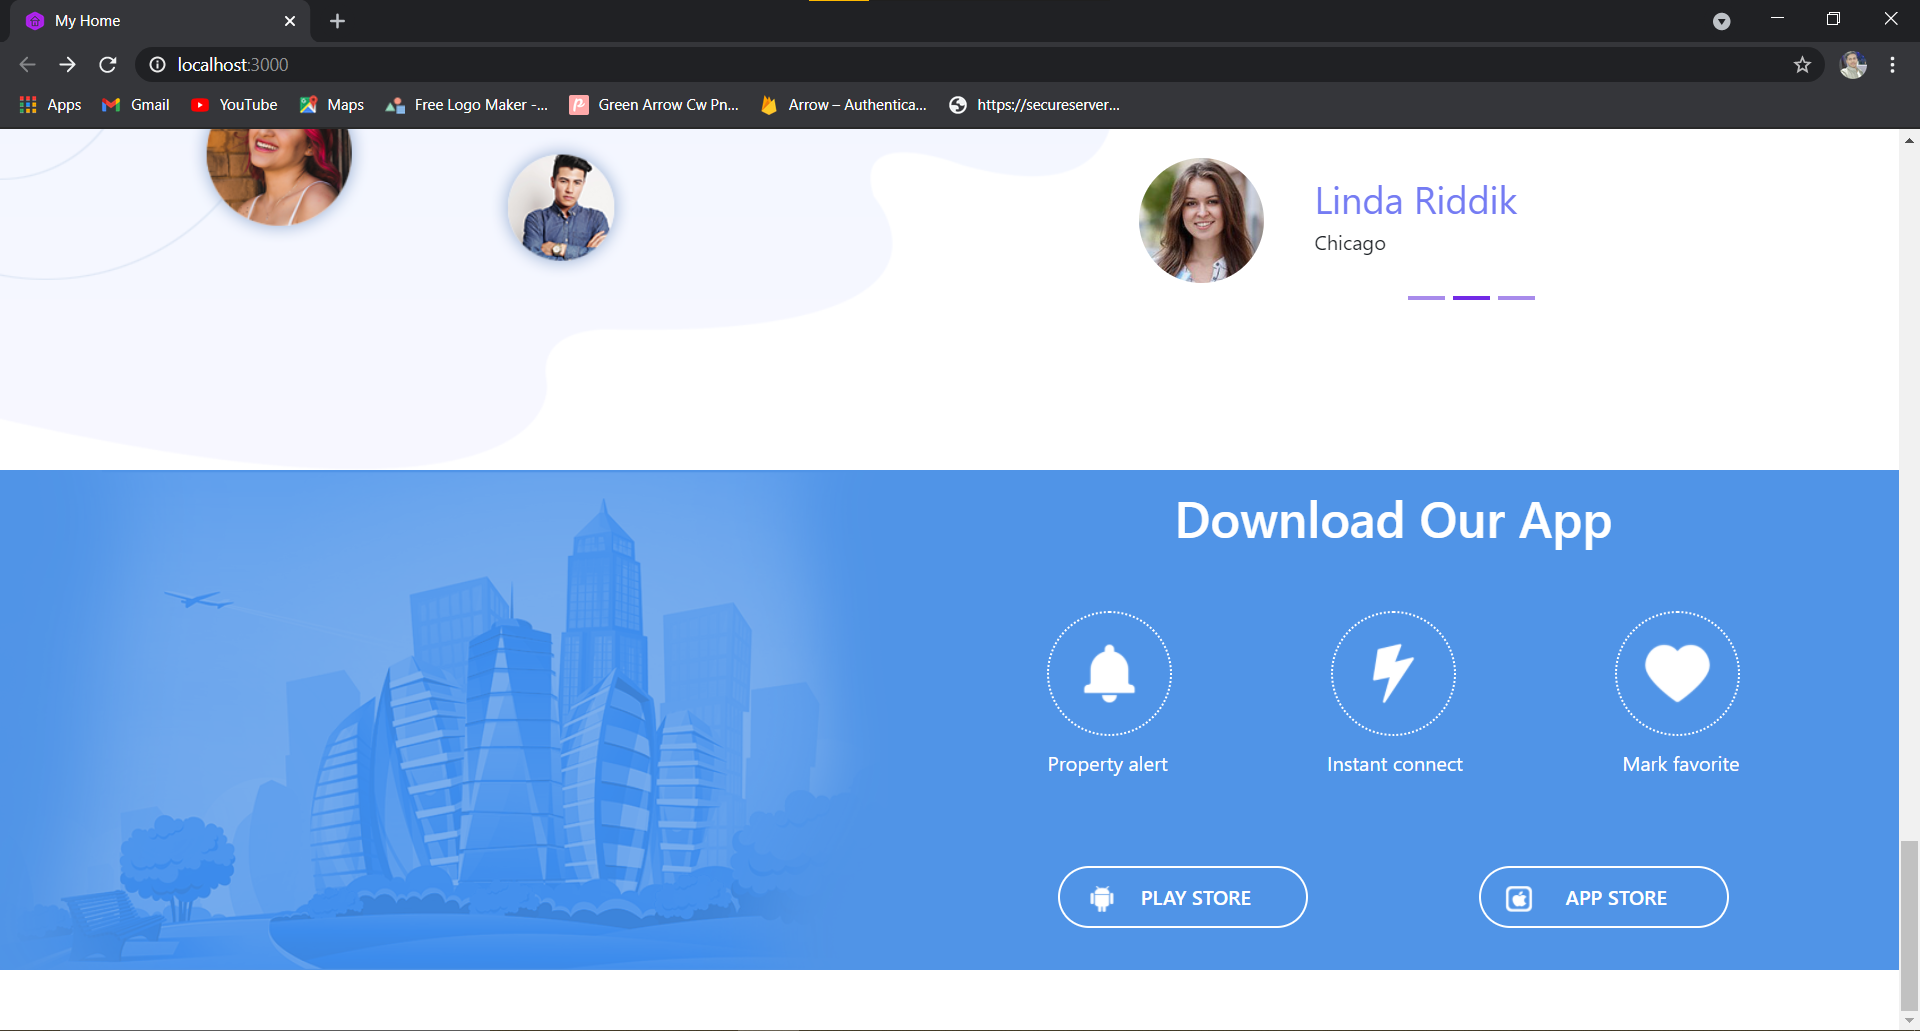 My Home
localhost:3000
Apps Gmail YouTube Maps Free Logo Maker -... Green Arrow Cw Pn... Arrow – Authentica... https://secureserver...
Linda Riddik
Chicago
Download Our App
Property alert Instant connect Mark favorite
PLAY STORE APP STORE